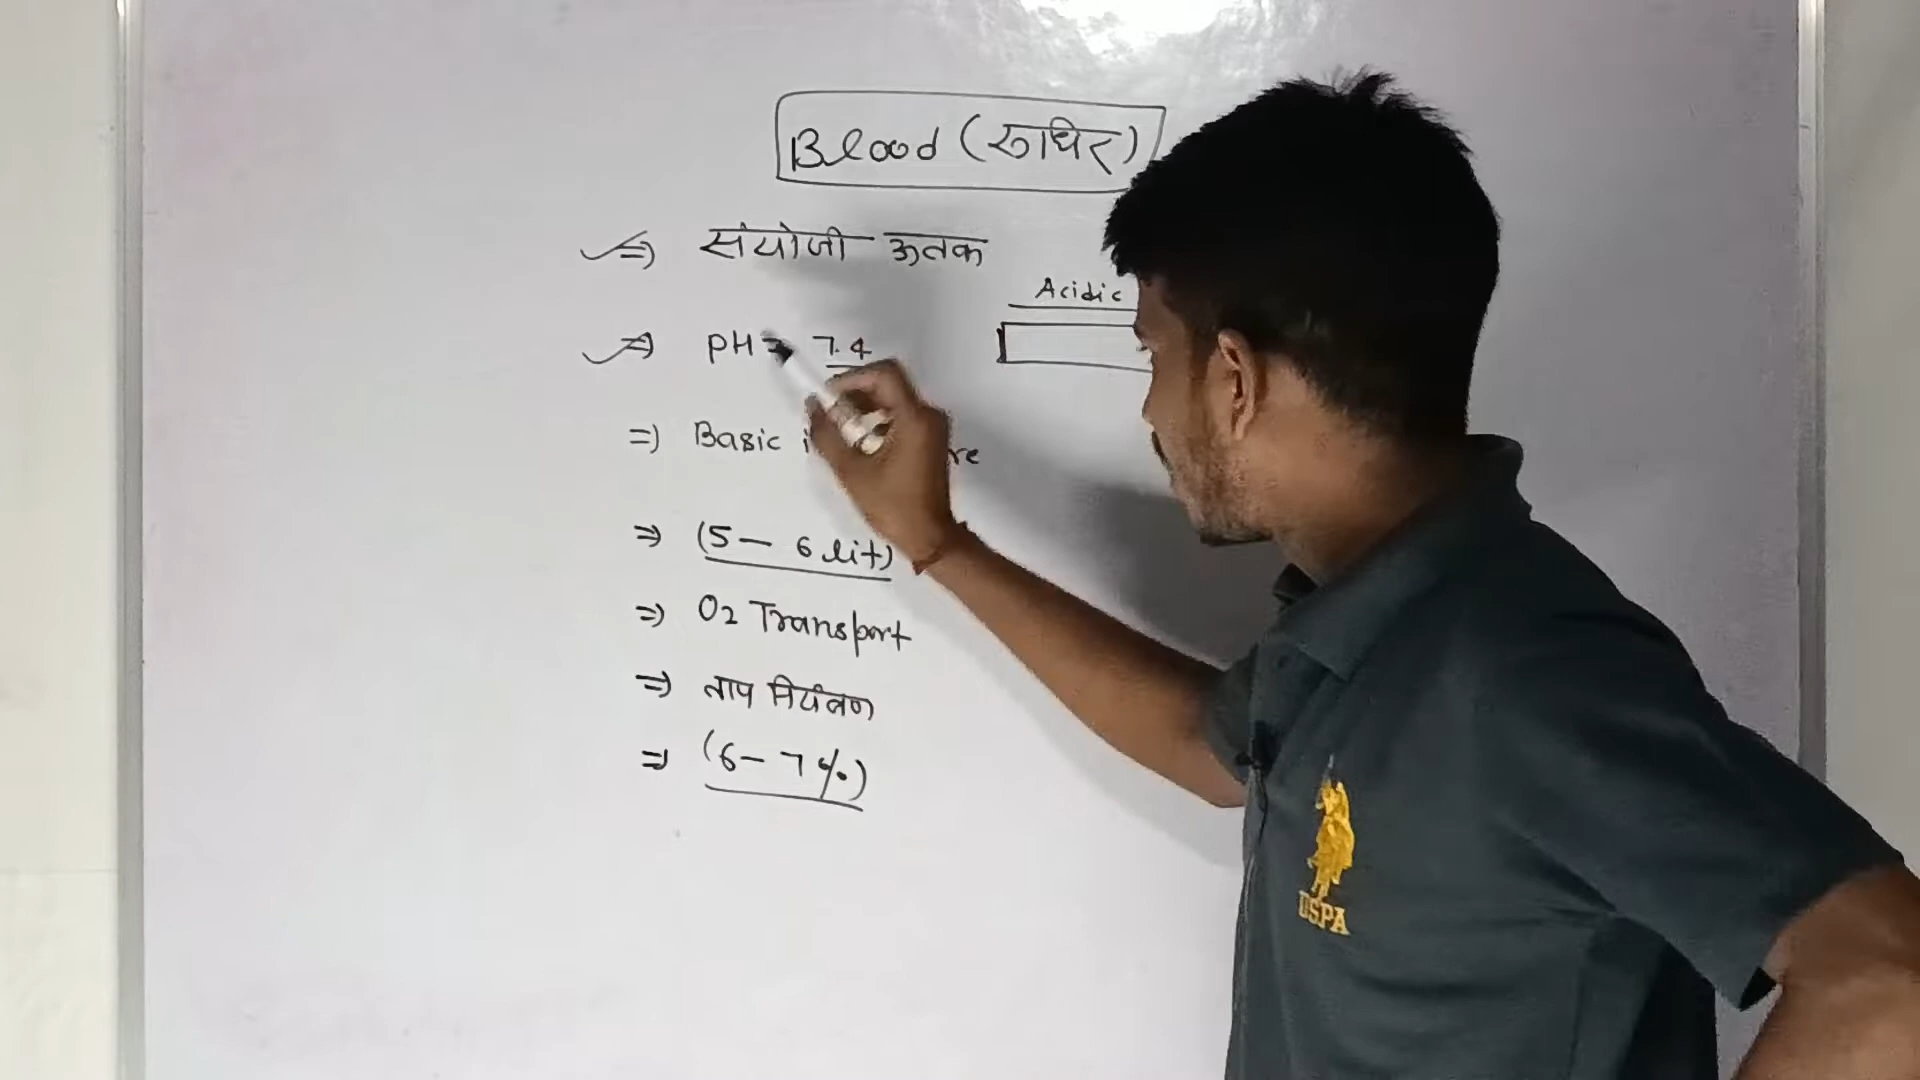 Blood (रुधिर)
=> संयोजी ऊतक
Acidic
=> PH = 7.4
=> Basic
=> (5 – 6 lit)
=> O2 Transport
=> ताप नियंत्रण
=> (6 – 7 %)
USPA